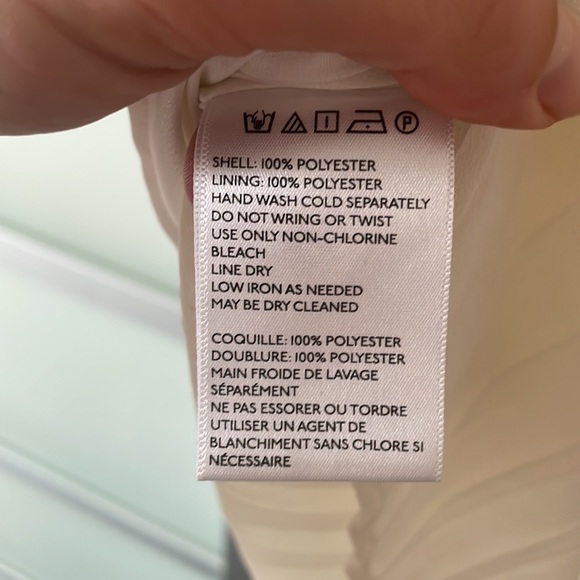 P
SHELL: 100% POLYESTER
LINING: 100% POLYESTER
HAND WASH COLD SEPARATELY
DO NOT WRING OR TWIST
USE ONLY NON-CHLORINE
BLEACH
LINE DRY
LOW IRON AS NEEDED
MAY BE DRY CLEANED
COQUILLE: 100% POLYESTER
DOUBLURE: 100% POLYESTER
MAIN FROIDE DE LAVAGE
SÉPARÉMENT
NE PAS ESSORER OU TORDRE
UTILISER UN AGENT DE
BLANCHIMENT SANS CHLORE SI
NÉCESSAIRE